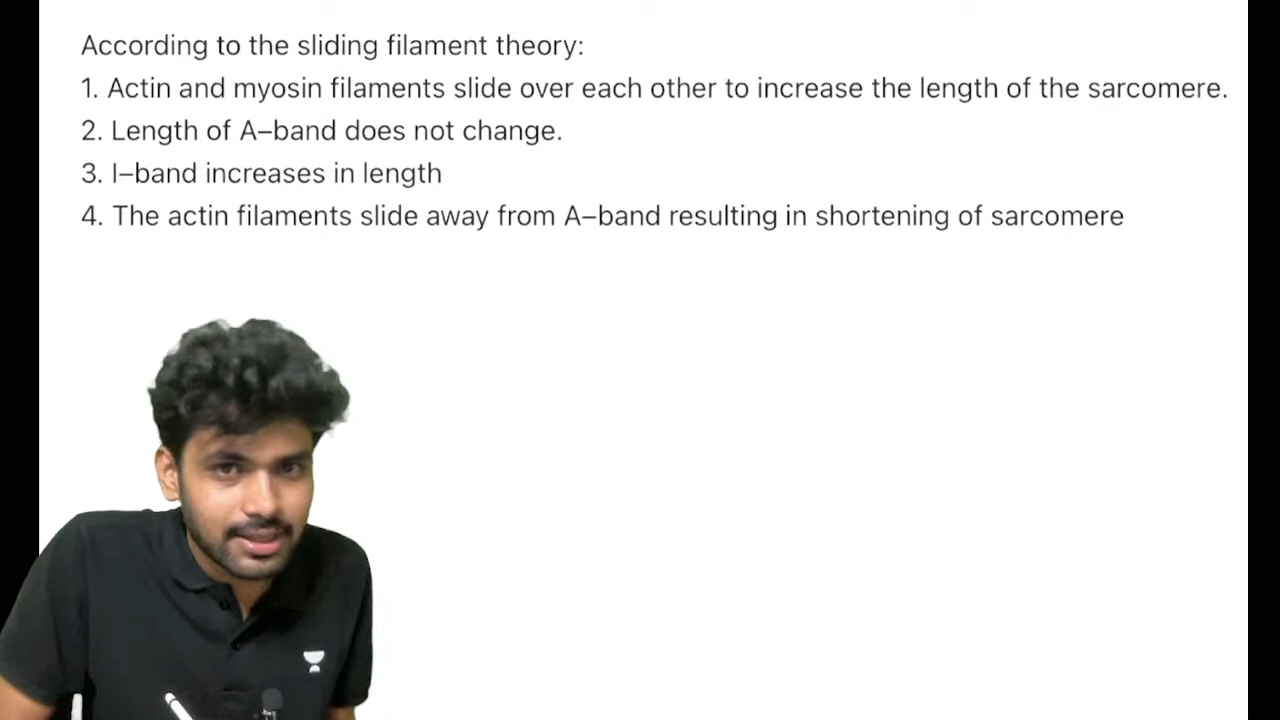 According to the sliding filament theory:
1. Actin and myosin filaments slide over each other to increase the length of the sarcomere.
2. Length of A–band does not change.
3. I–band increases in length
4. The actin filaments slide away from A–band resulting in shortening of sarcomere